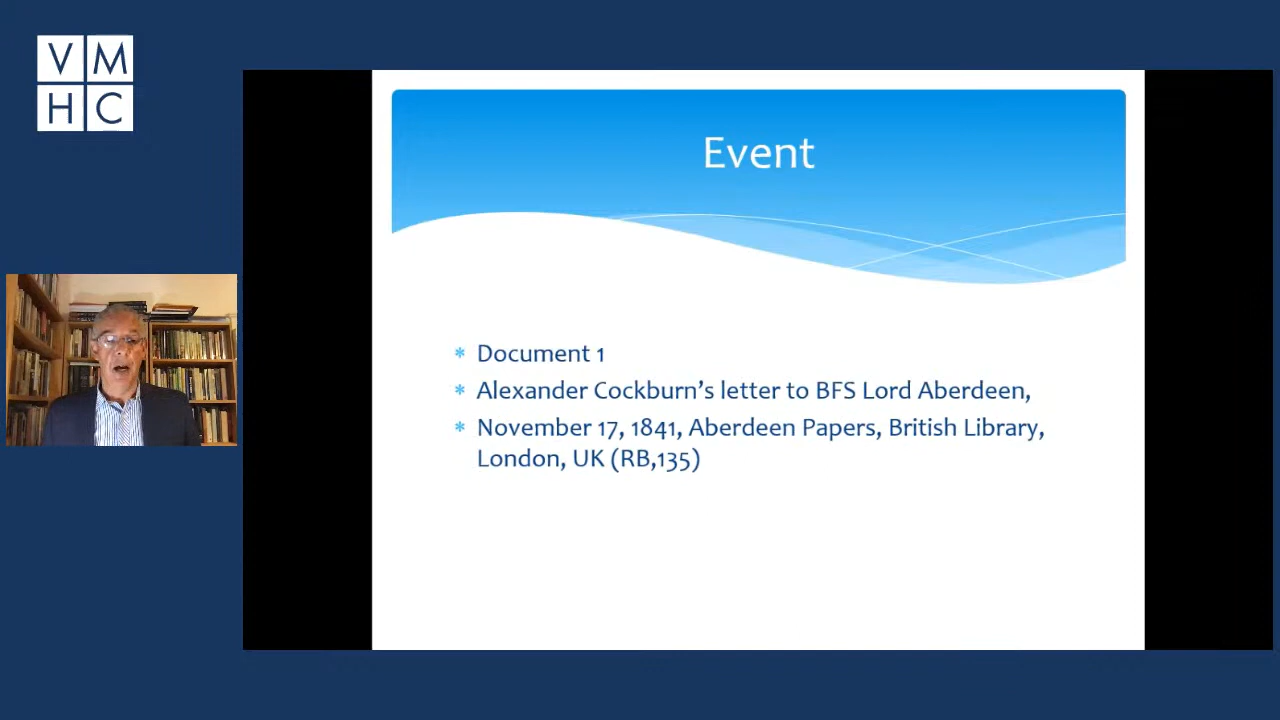 VM
HC
Event
Document 1
Alexander Cockburn's letter to BFS Lord Aberdeen,
November 17, 1841, Aberdeen Papers, British Library,
London, UK (RB,135)